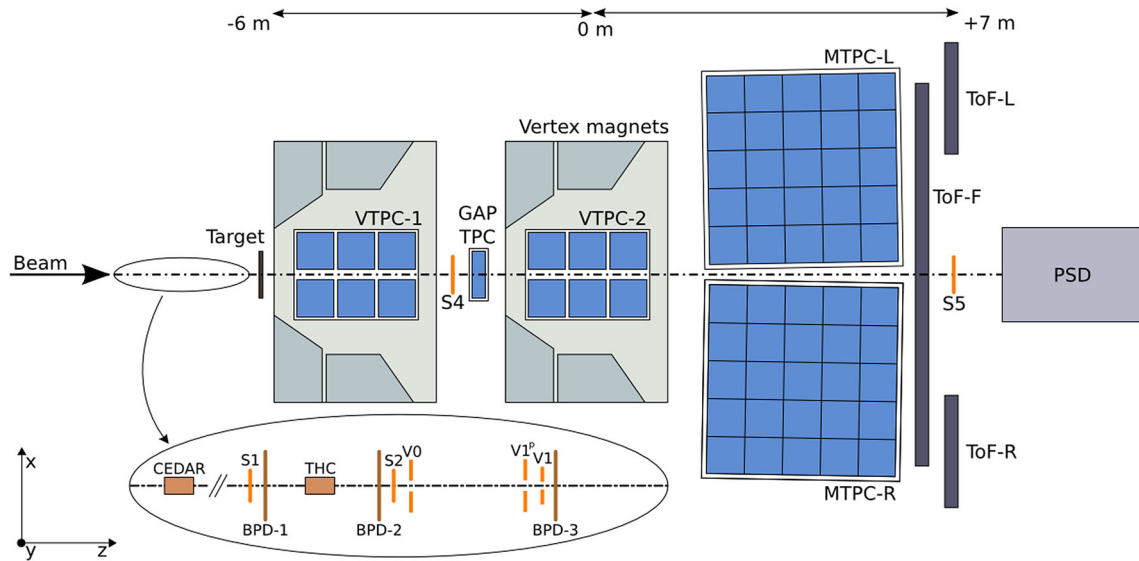 -6 m
0 m
+7 m
MTPC-L
ToF-L
Vertex magnets
ToF-F
VTPC-1
GAP
TPC
VTPC-2
Target
Beam
S4
S5
PSD
x
y
z
CEDAR
S1
THC
S2
V0
V1ᵖ
V1
BPD-1
BPD-2
BPD-3
ToF-R
MTPC-R